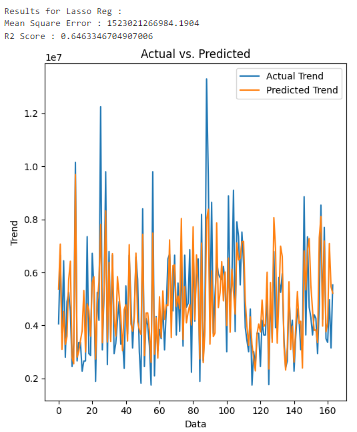 Results for Lasso Reg :
Mean Square Error : 1523021266984.1904
R2 Score : 0.6463346704907006
1e7
Actual vs. Predicted
Actual Trend
Predicted Trend
1.2
1.0
0.8
0.6
0.4
0.2
Trend
0 20 40 60 80 100 120 140 160
Data